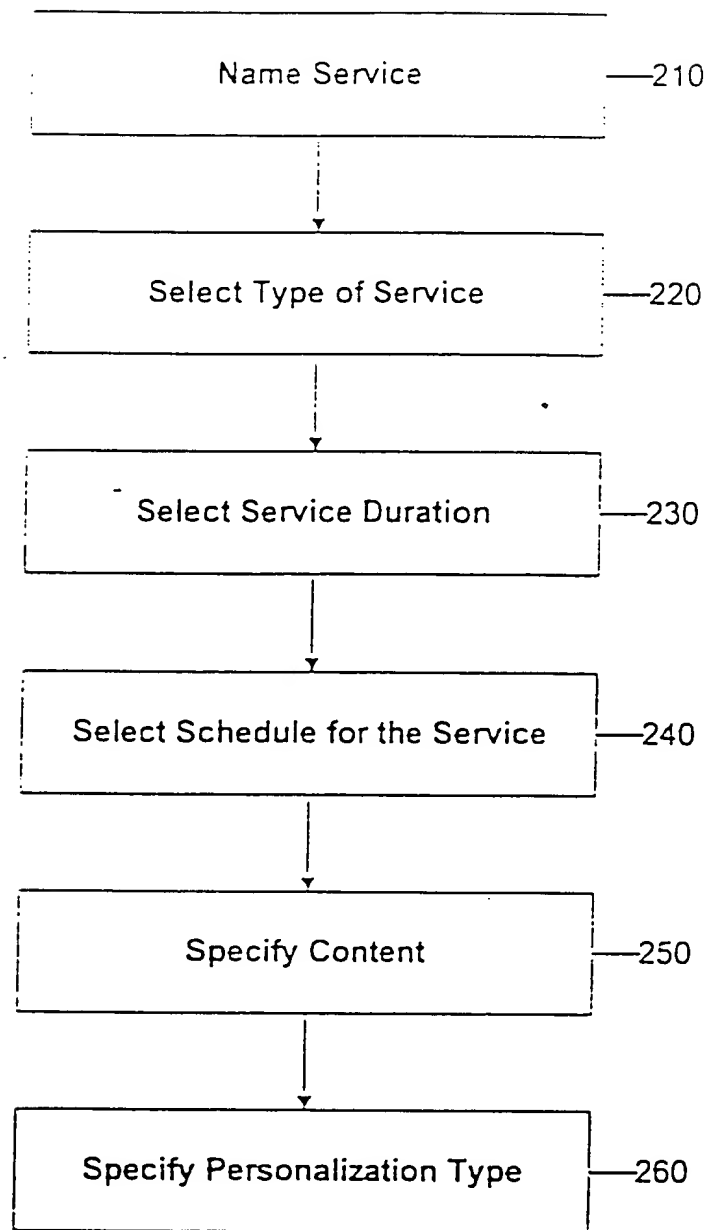 Name Service 210
Select Type of Service 220
Select Service Duration 230
Select Schedule for the Service 240
Specify Content 250
Specify Personalization Type 260